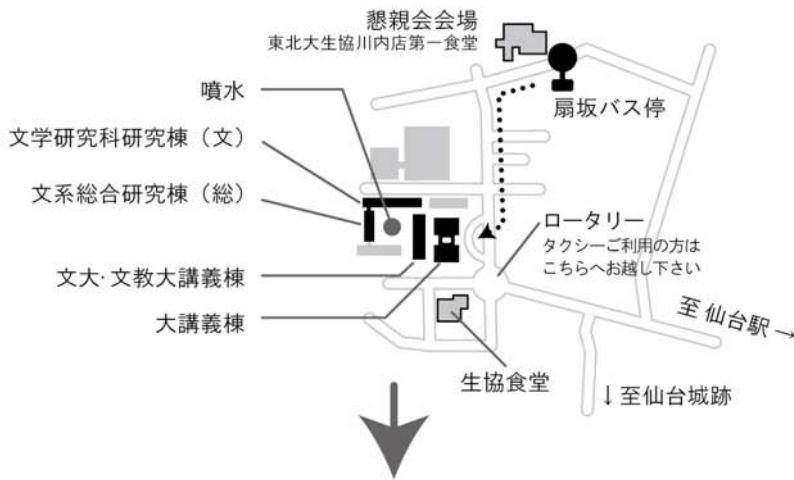 懇親会会場
東北大生協川内店第一食堂
扇坂バス停
噴水
文学研究科研究棟（文）
文系総合研究棟（総）
ロータリー
タクシーご利用の方は
こちらへお越し下さい
文大・文教大講義棟
大講義棟
至 仙台駅 →
生協食堂
↓至仙台城跡